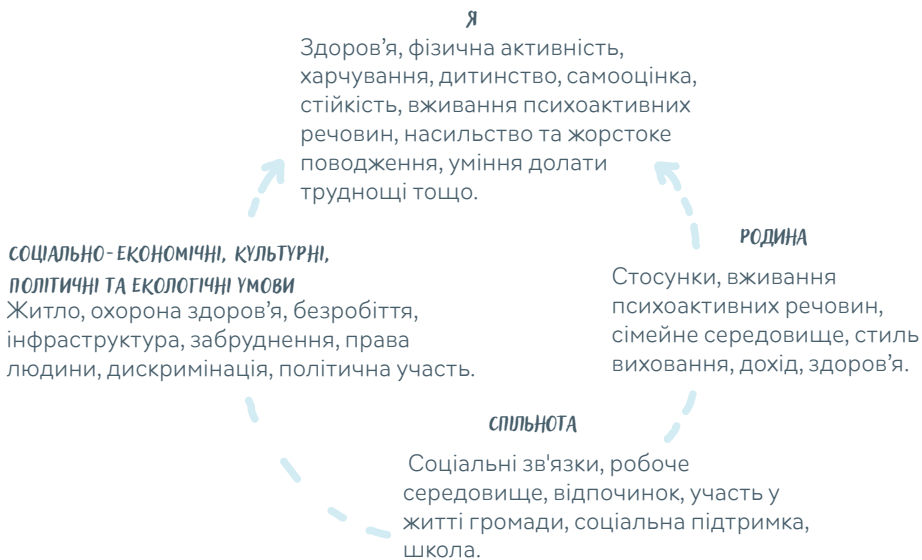 Я
Здоров’я, фізична активність,
харчування, дитинство, самооцінка,
стійкість, вживання психоактивних
речовин, насильство та жорстоке
поводження, уміння долати
труднощі тощо.
РОДИНА
Стосунки, вживання
психоактивних речовин,
сімейне середовище, стиль
виховання, дохід, здоров’я.
СПІЛЬНОТА
Соціальні зв'язки, робоче
середовище, відпочинок, участь у
житті громади, соціальна підтримка,
школа.
СОЦІАЛЬНО-ЕКОНОМІЧНІ, КУЛЬТУРНІ,
ПОЛІТИЧНІ ТА ЕКОЛОГІЧНІ УМОВИ
Житло, охорона здоров’я, безробіття,
інфраструктура, забруднення, права
людини, дискримінація, політична участь.